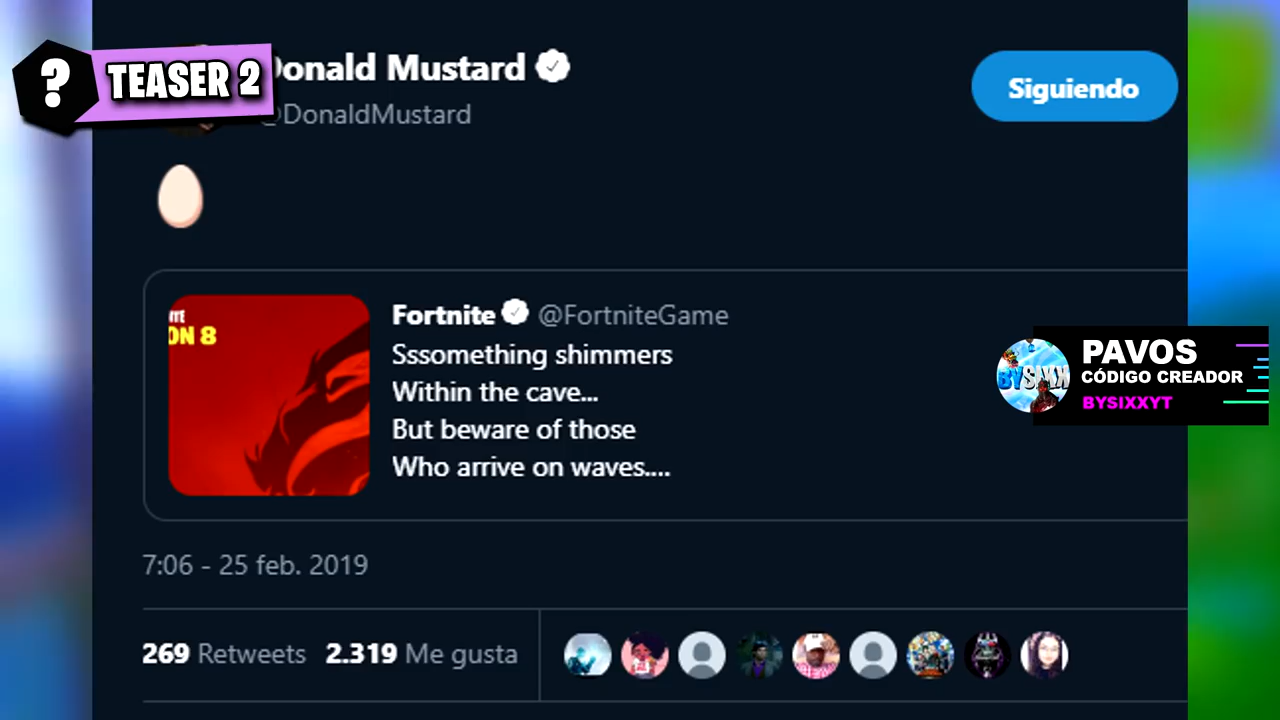 ?
TEASER 2
Donald Mustard
@DonaldMustard
Siguiendo
Fortnite @FortniteGame
ON 8
Sssomething shimmers
Within the cave...
But beware of those
Who arrive on waves....
BYSIXX
PAVOS
CÓDIGO CREADOR
BYSIXXYT
7:06 - 25 feb. 2019
269 Retweets 2.319 Me gusta